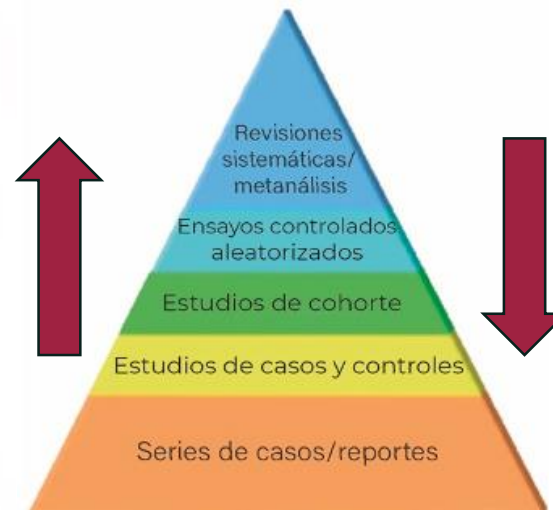 Revisiones
sistemáticas/
metanálisis
Ensayos controlados
aleatorizados
Estudios de cohorte
Estudios de casos y controles
Series de casos/reportes